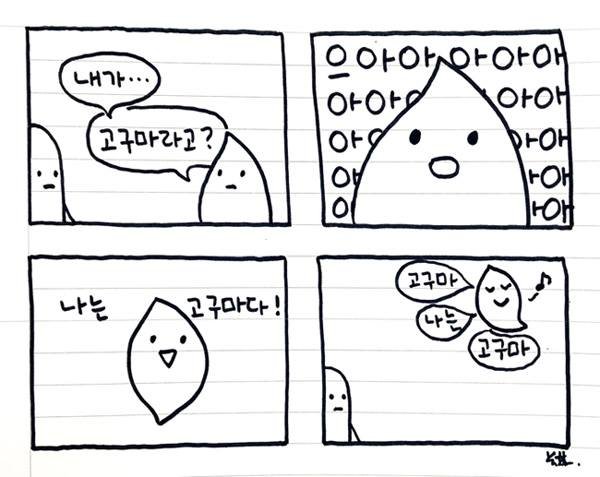 내가...
고구마라고?
으 아아 아아아
아아아 아아
아아 아아
아 아
아 아
나는
고구마다!
고구마
나는
고구마